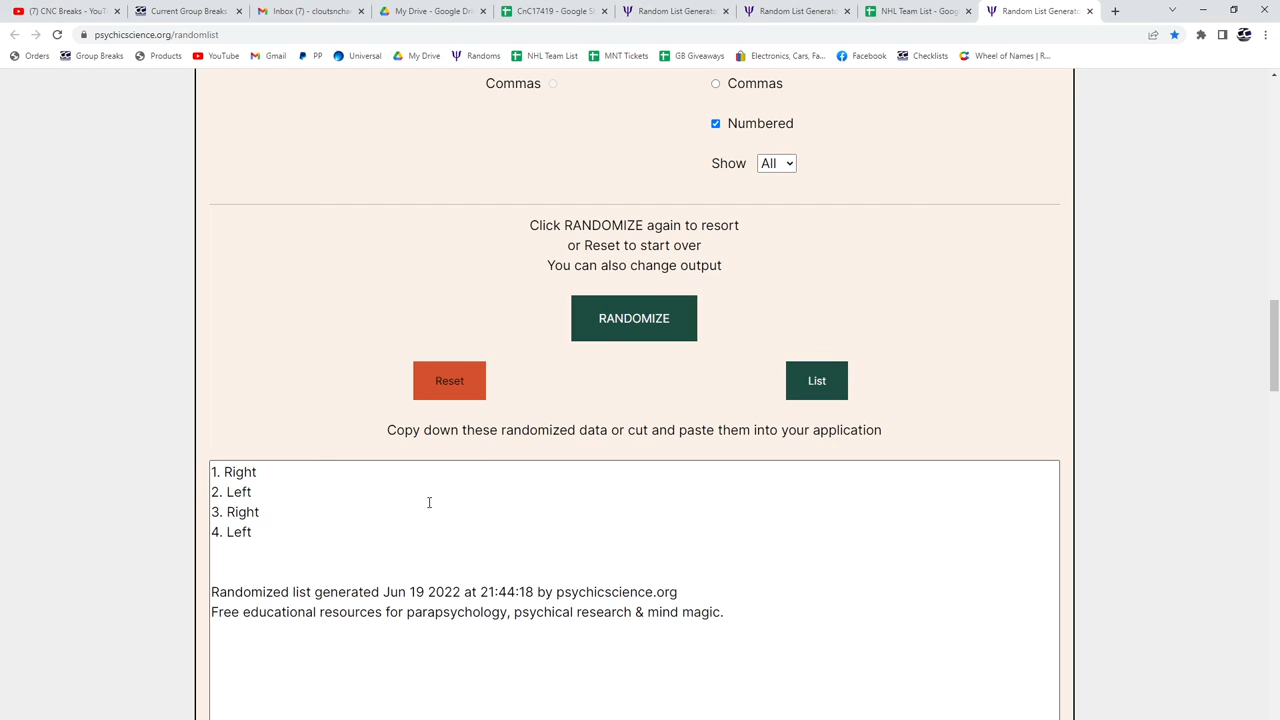 (7) CNC Breaks - YouT
Current Group Breaks
Inbox (7) - cloutsnchar
My Drive - Google Dri
CnC17419 - Google S
Random List Generato
Random List Generato
NHL Team List - Goog
Random List Generato
psychicscience.org/randomlist
Orders
Group Breaks
Products
YouTube
Gmail
PP
Universal
My Drive
Randoms
NHL Team List
MNT Tickets
GB Giveaways
Electronics, Cars, Fa...
Facebook
Checklists
Wheel of Names | R...
Commas
Commas
Numbered
Show All
Click RANDOMIZE again to resort
or Reset to start over
You can also change output
RANDOMIZE
Reset
List
Copy down these randomized data or cut and paste them into your application
1. Right
2. Left
3. Right
4. Left
Randomized list generated Jun 19 2022 at 21:44:18 by psychicscience.org
Free educational resources for parapsychology, psychical research & mind magic.